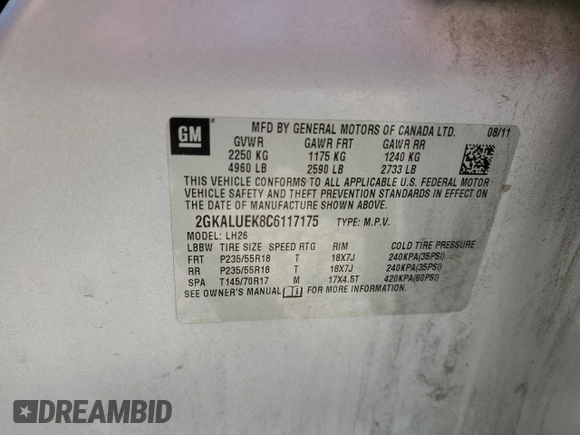 GM
MFD BY GENERAL MOTORS OF CANADA LTD. 08/11
GVWR GAWR FRT GAWR RR
2250 KG 1175 KG 1240 KG
4960 LB 2590 LB 2733 LB
THIS VEHICLE CONFORMS TO ALL APPLICABLE U.S. FEDERAL MOTOR
VEHICLE SAFETY AND THEFT PREVENTION STANDARDS IN EFFECT ON
THE DATE OF MANUFACTURE SHOWN ABOVE.
2GKALUEK8C6117175 TYPE: M.P.V.
MODEL: LH26
LBBW TIRE SIZE SPEED RTG RIM COLD TIRE PRESSURE
FRT P235/55R18 T 18X7J 240KPA(35PSI)
RR P235/55R18 T 18X7J 240KPA(35PSI)
SPA T145/70R17 M 17X4.5T 420KPA(60PSI)
SEE OWNER'S MANUAL FOR MORE INFORMATION.
DREAMBID